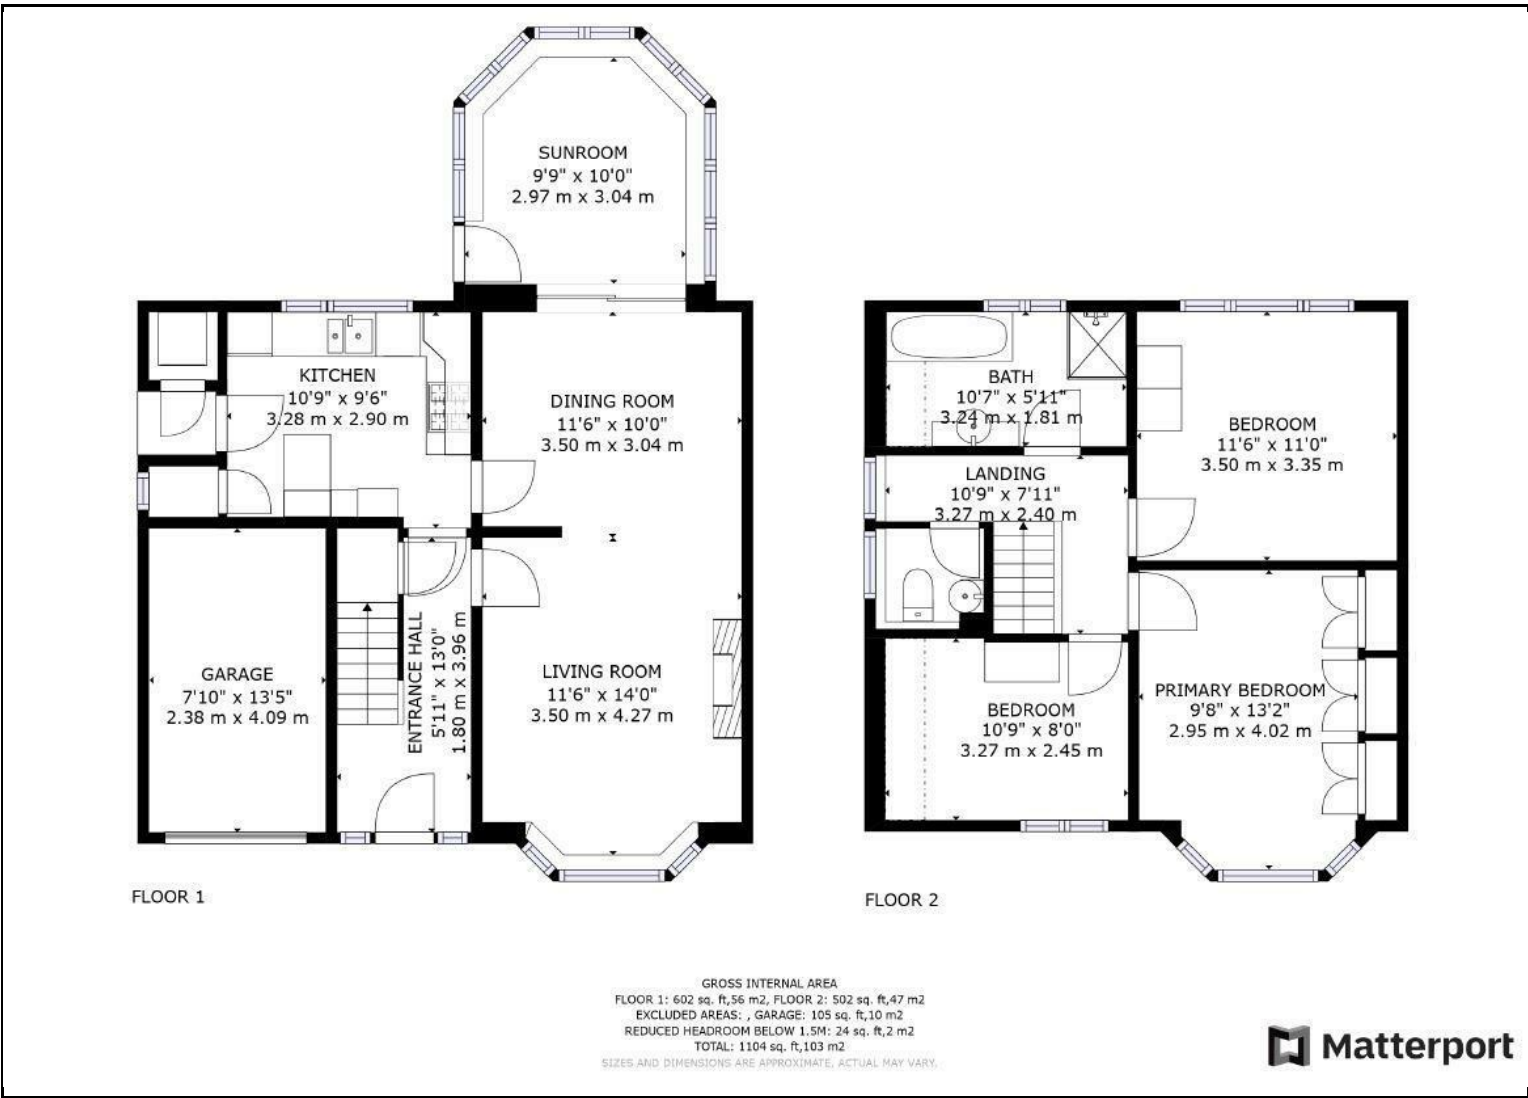 SUNROOM
9'9" x 10'0"
2.97 m x 3.04 m
KITCHEN
10'9" x 9'6"
3.28 m x 2.90 m
DINING ROOM
11'6" x 10'0"
3.50 m x 3.04 m
GARAGE
7'10" x 13'5"
2.38 m x 4.09 m
ENTRANCE HALL
5'11" x 13'0"
1.80 m x 3.96 m
LIVING ROOM
11'6" x 14'0"
3.50 m x 4.27 m
FLOOR 1
BATH
10'7" x 5'11"
3.24 m x 1.81 m
BEDROOM
11'6" x 11'0"
3.50 m x 3.35 m
LANDING
10'9" x 7'11"
3.27 m x 2.40 m
BEDROOM
10'9" x 8'0"
3.27 m x 2.45 m
PRIMARY BEDROOM
9'8" x 13'2"
2.95 m x 4.02 m
FLOOR 2
GROSS INTERNAL AREA
FLOOR 1: 602 sq. ft,56 m2, FLOOR 2: 502 sq. ft,47 m2
EXCLUDED AREAS: , GARAGE: 105 sq. ft,10 m2
REDUCED HEADROOM BELOW 1.5M: 24 sq. ft,2 m2
TOTAL: 1104 sq. ft,103 m2
SIZES AND DIMENSIONS ARE APPROXIMATE, ACTUAL MAY VARY.
Matterport